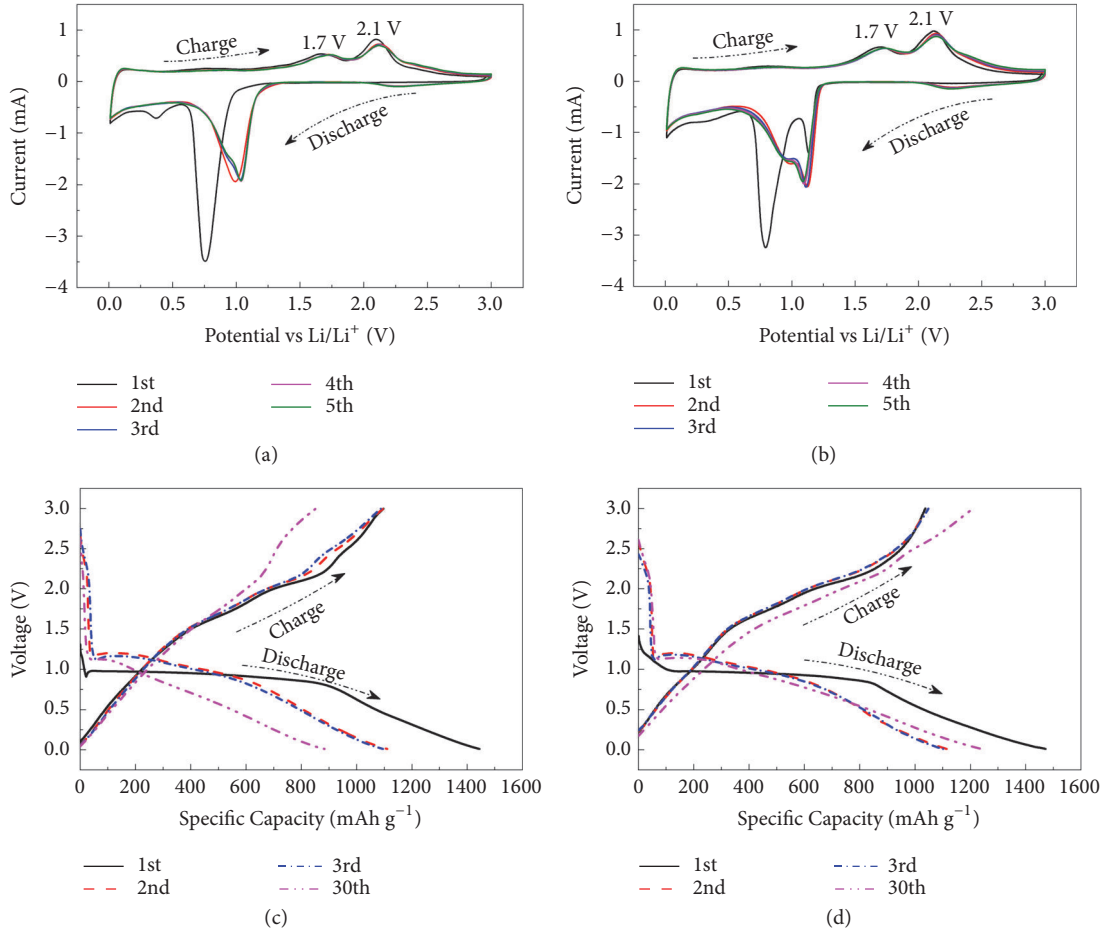 1
0
−1
−2
−3
−4
Current (mA)
Charge
1.7 V
2.1 V
Discharge
0.0 0.5 1.0 1.5 2.0 2.5 3.0
Potential vs Li/Li⁺ (V)
1st
2nd
3rd
4th
5th
(a)
1
0
−1
−2
−3
−4
Current (mA)
Charge
1.7 V
2.1 V
Discharge
0.0 0.5 1.0 1.5 2.0 2.5 3.0
Potential vs Li/Li⁺ (V)
1st
2nd
3rd
4th
5th
(b)
3.0
2.5
2.0
1.5
1.0
0.5
0.0
Voltage (V)
Charge
Discharge
0 200 400 600 800 1000 1200 1400 1600
Specific Capacity (mAh g⁻¹)
1st
2nd
3rd
30th
(c)
3.0
2.5
2.0
1.5
1.0
0.5
0.0
Voltage (V)
Charge
Discharge
0 200 400 600 800 1000 1200 1400 1600
Specific Capacity (mAh g⁻¹)
1st
2nd
3rd
30th
(d)